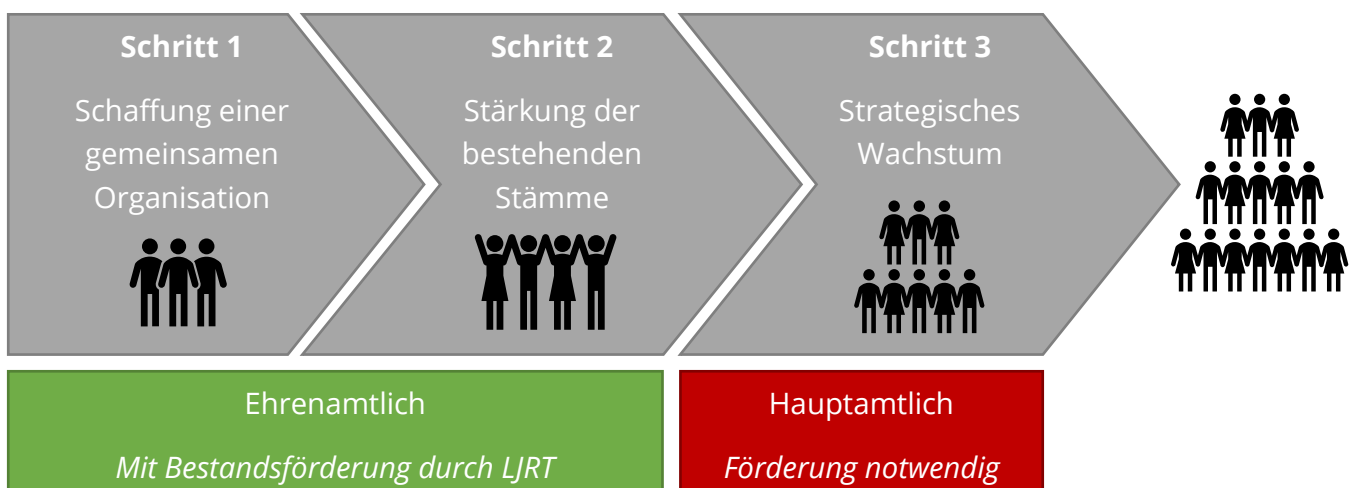 Schritt 1
Schaffung einer
gemeinsamen
Organisation
Schritt 2
Stärkung der
bestehenden
Stämme
Schritt 3
Strategisches
Wachstum
Ehrenamtlich
Mit Bestandsförderung durch LJRT
Hauptamtlich
Förderung notwendig